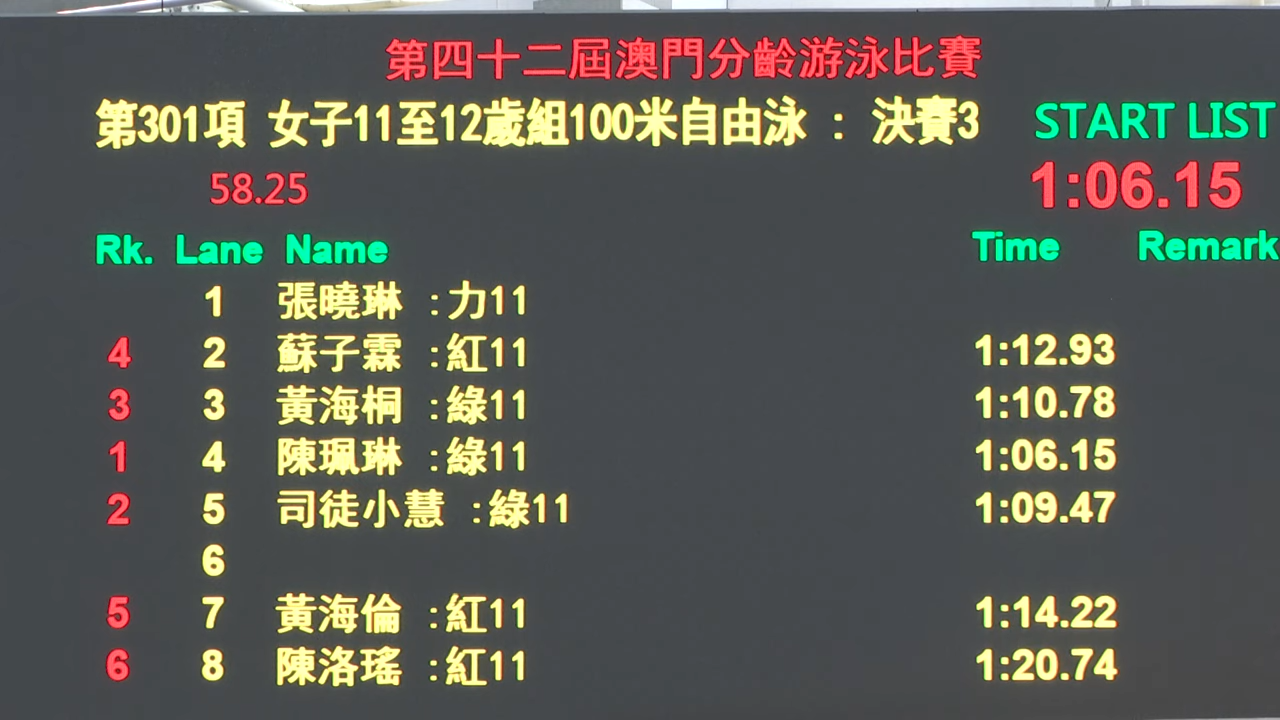 第四十二屆澳門分齡游泳比賽
第301項 女子11至12歲組100米自由泳 : 決賽3 START LIST
58.25 1:06.15
Rk. Lane Name Time Remark
1 張曉琳 :力11
4 2 蘇子霖 :紅11 1:12.93
3 3 黃海桐 :綠11 1:10.78
1 4 陳珮琳 :綠11 1:06.15
2 5 司徒小慧 :綠11 1:09.47
6
5 7 黃海倫 :紅11 1:14.22
6 8 陳洛瑤 :紅11 1:20.74